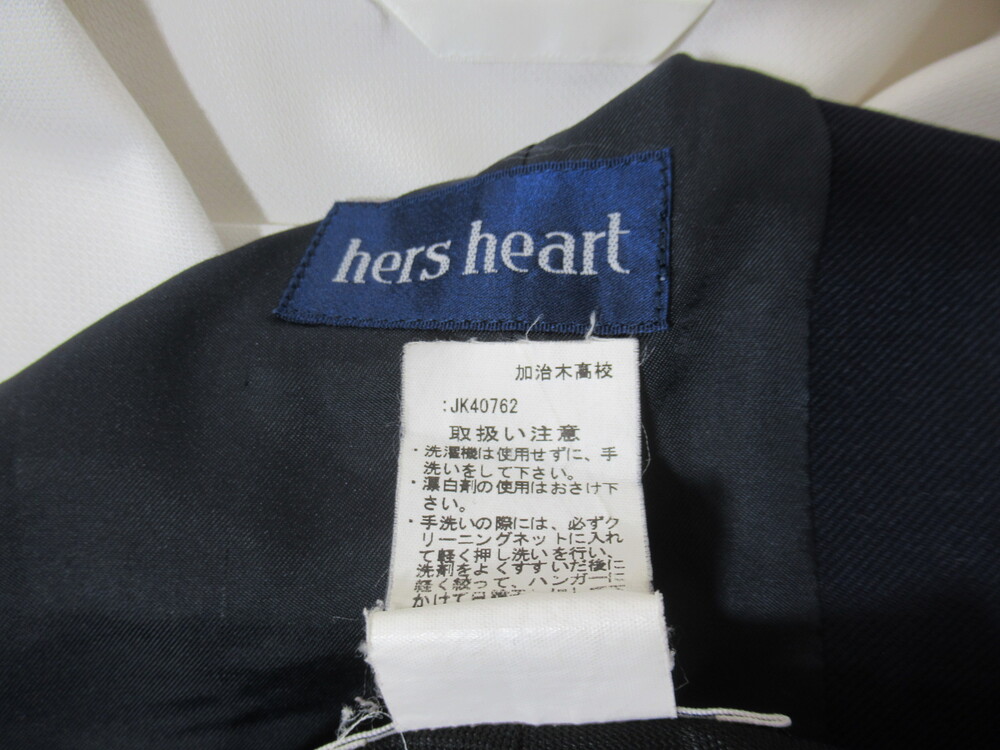 hers heart
加治木高校
:JK40762
取扱い注意
・洗濯機は使用せずに、手
洗いをして下さい。
・漂白剤の使用はおさけ下
さい。
・手洗いの際には、必ずク
リーニングネットに入れ
て軽く押し洗いを行い、
洗剤をよくすすいだ後に
軽く絞って、ハンガーに
かけて